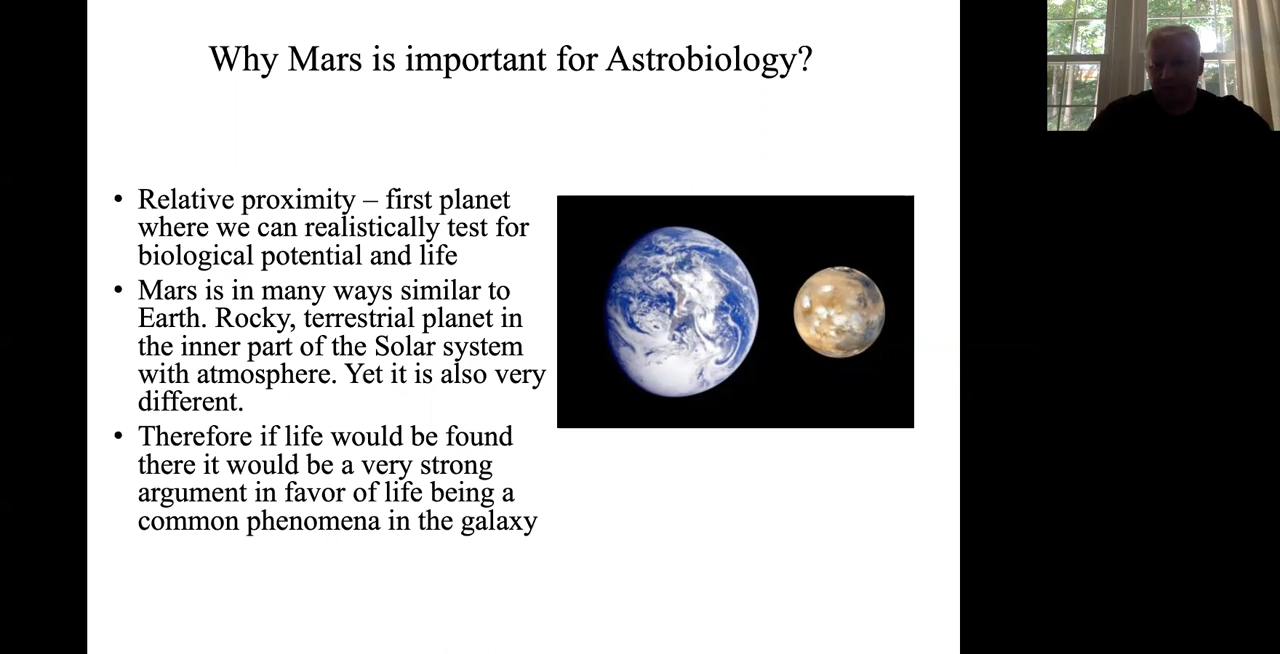 Why Mars is important for Astrobiology?
• Relative proximity – first planet
where we can realistically test for
biological potential and life
• Mars is in many ways similar to
Earth. Rocky, terrestrial planet in
the inner part of the Solar system
with atmosphere. Yet it is also very
different.
• Therefore if life would be found
there it would be a very strong
argument in favor of life being a
common phenomena in the galaxy